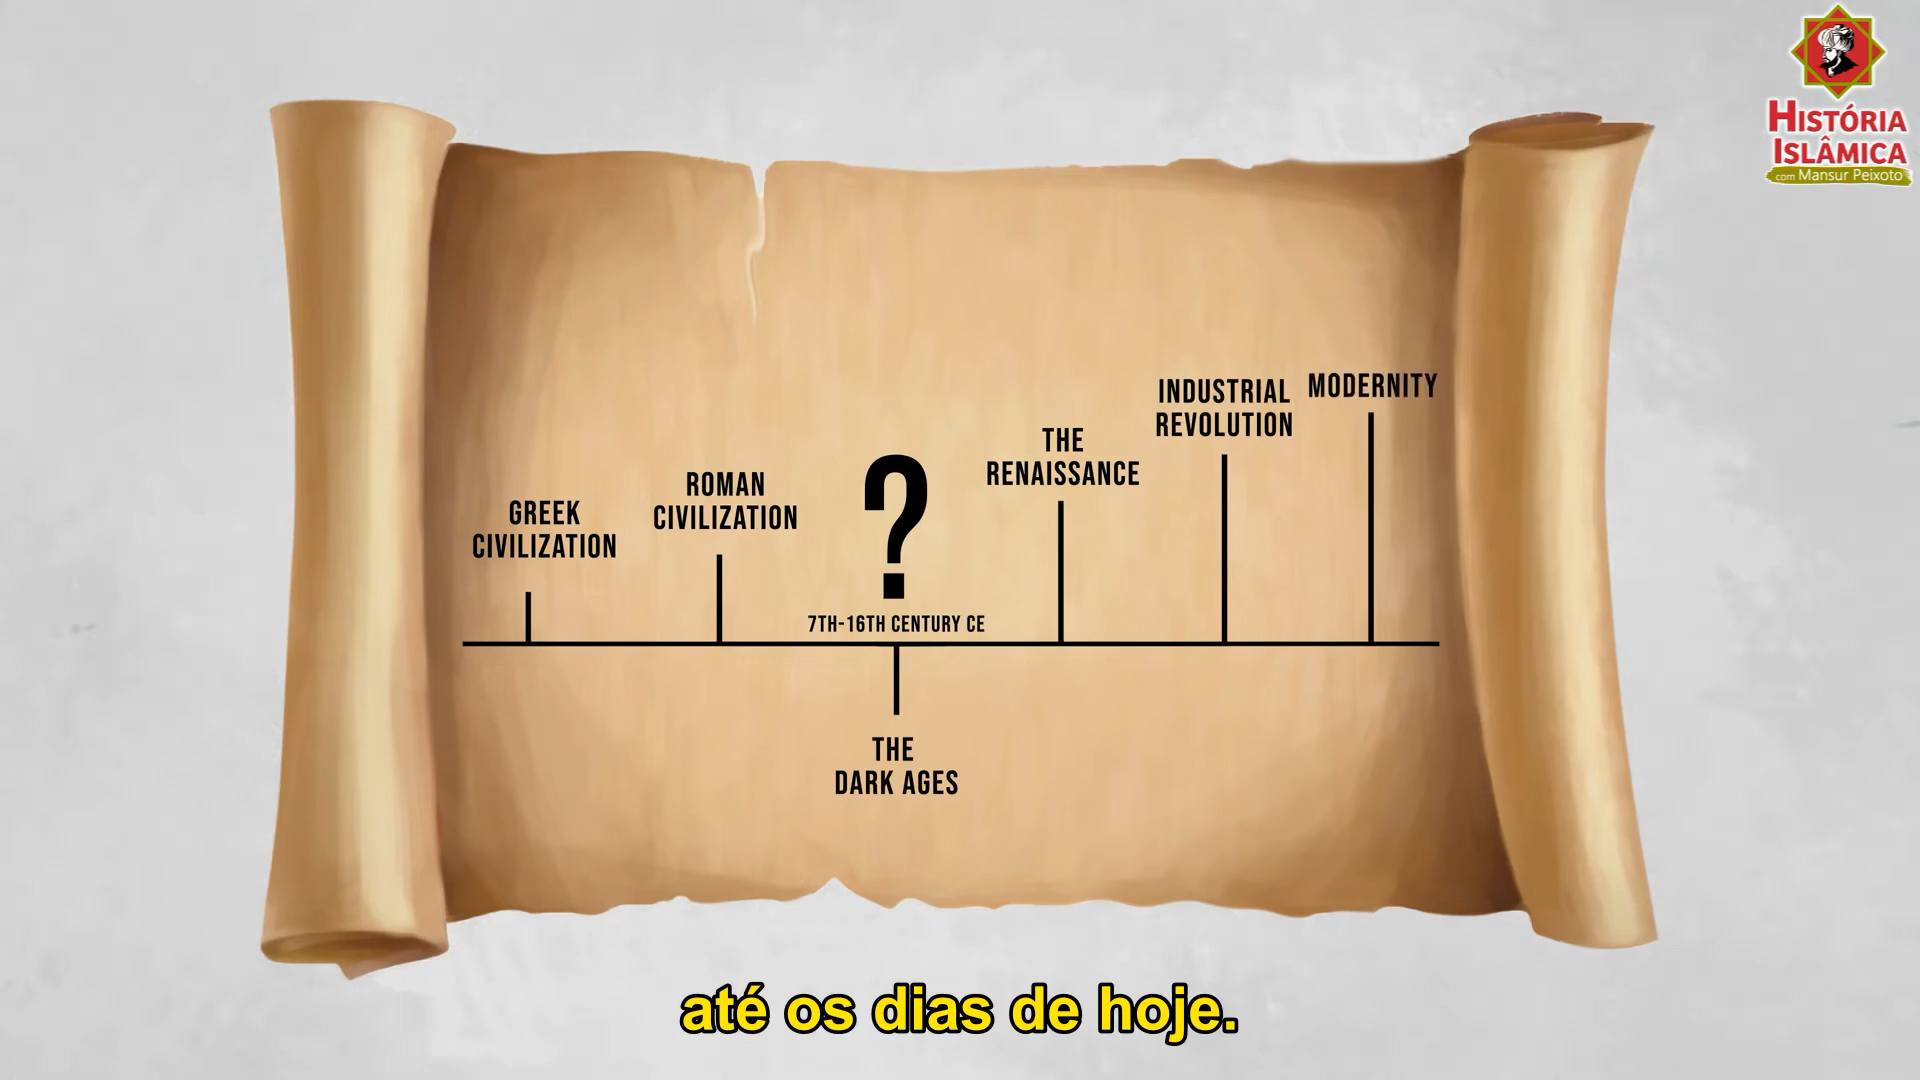 HISTÓRIA
ISLÂMICA
com Mansur Peixoto
MODERNITY
INDUSTRIAL
REVOLUTION
THE
RENAISSANCE
ROMAN
CIVILIZATION
GREEK
CIVILIZATION
?
7TH-16TH CENTURY CE
THE
DARK AGES
até os dias de hoje.